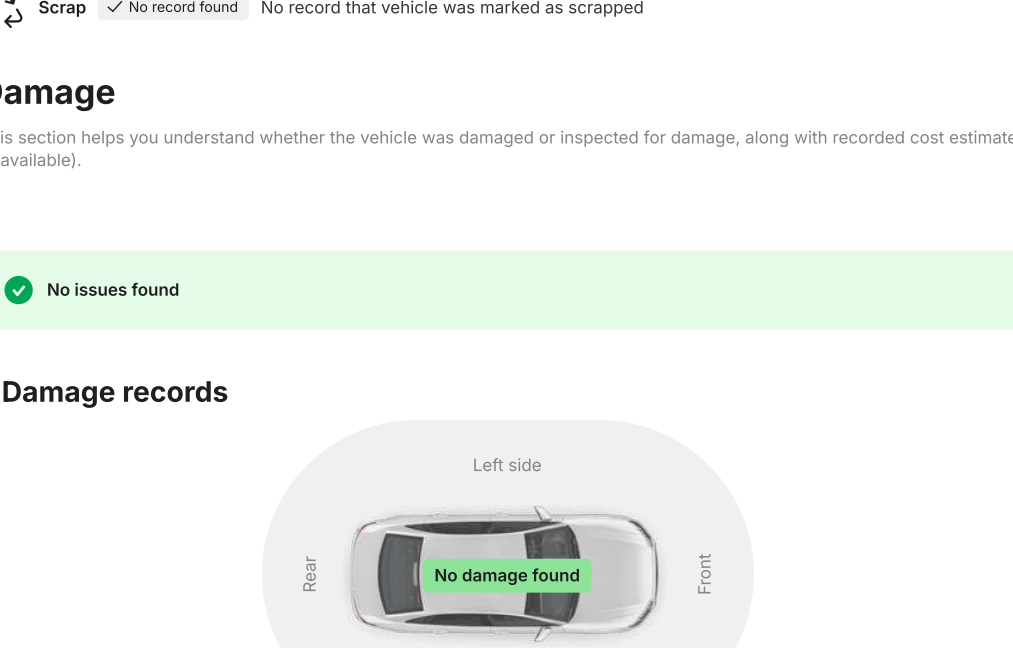 Scrap No record found No record that vehicle was marked as scrapped
Damage
is section helps you understand whether the vehicle was damaged or inspected for damage, along with recorded cost estimate
available).
No issues found
Damage records
Left side
Rear
No damage found
Front